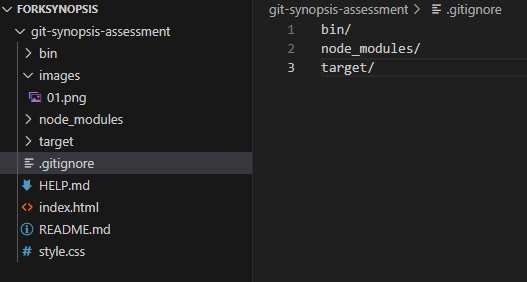 FORKSYNOPSIS
git-synopsis-assessment
bin
images
01.png
node_modules
target
.gitignore
HELP.md
index.html
README.md
style.css
git-synopsis-assessment > .gitignore
1 bin/
2 node_modules/
3 target/